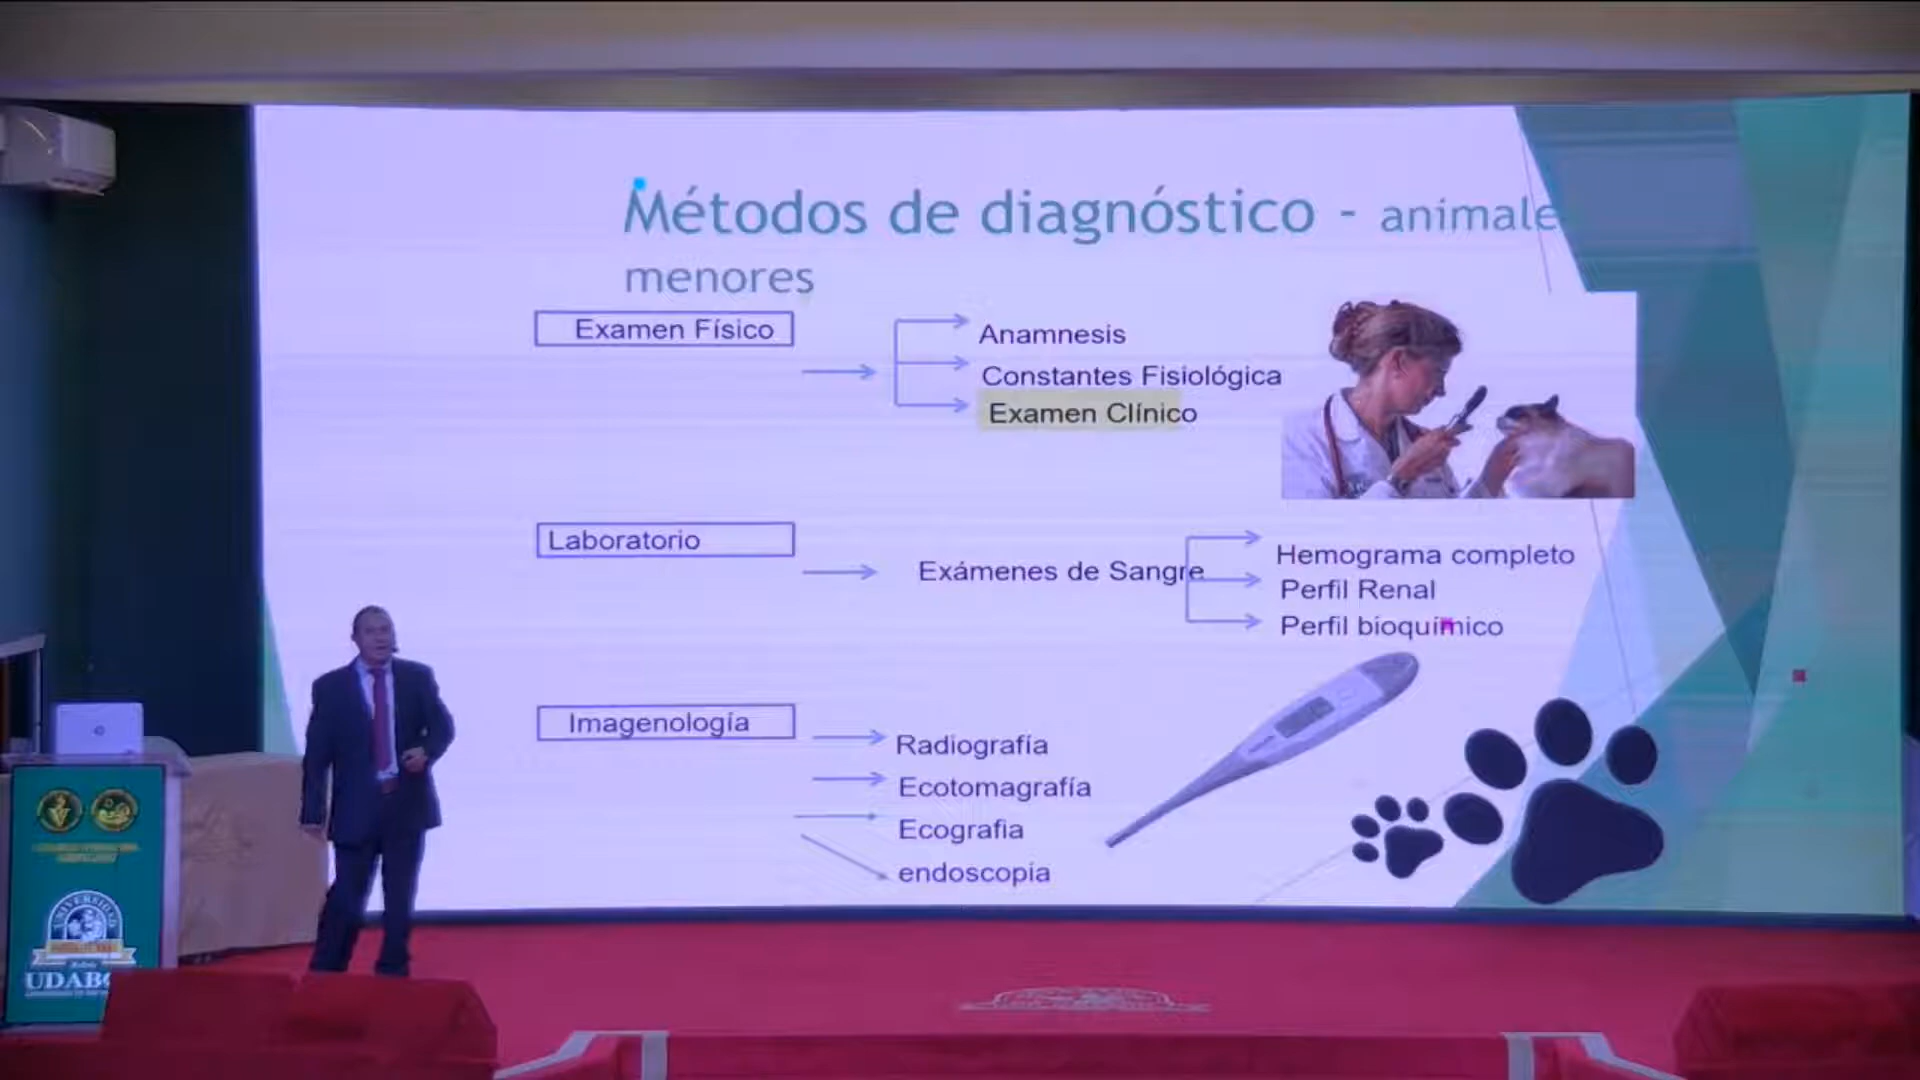 Métodos de diagnóstico - animale
menores
Examen Físico
Anamnesis
Constantes Fisiológica
Examen Clínico
Laboratorio
Exámenes de Sangre
Hemograma completo
Perfil Renal
Perfil bioquímico
Imagenología
Radiografía
Ecotomagrafía
Ecografia
endoscopia
UNIVERSIDAD
UDAB